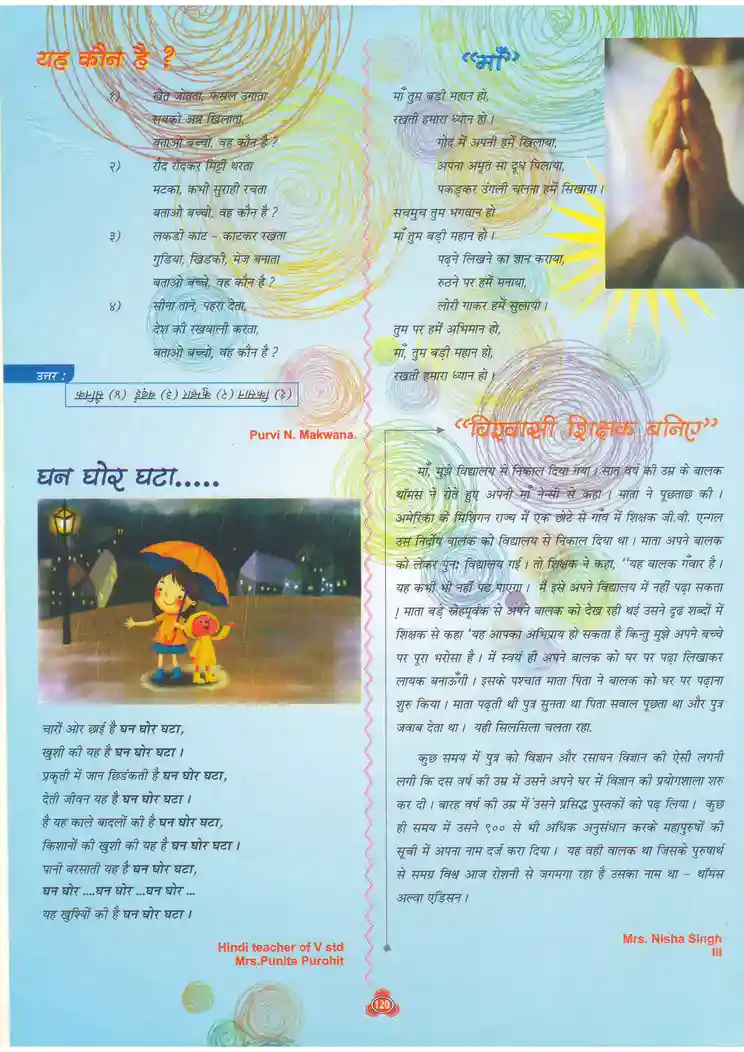 यह कौन है ?
१) खेत जोतता, फसल उगाता
सबको अन्न खिलाता,
बताओ बच्चो, वह कौन है ?
२) रौंद रौंदकर मिट्टी धरता
मटका, कभी सुराही रचता
बताओ बच्चो, वह कौन है ?
३) लकडी काट - काटकर रखता
गुडियां, खिडकी, मेज बनाता
बताओ बच्चे, वह कौन है ?
४) सीना ताने, पहरा देता,
देश की रखवाली करता,
बताओ बच्चो, वह कौन है ?
उत्तर :
(१) किसान (२) कुम्हार (३) बढ़ई (४) सैनिक
Purvi N. Makwana.
घन घोर घटा.....
चारों ओर छाई है घन घोर घटा,
खुशी की यह है घन घोर घटा ।
प्रकृती में जान छिडंकती है घन घोर घटा,
देती जीवन यह है घन घोर घटा ।
है यह काले बादलों की है घन घोर घटा,
किशानों की खुशी की यह है घन घोर घटा ।
पानी बरसाती यह है घन घोर घटा,
घन घोर ....घन घोर ...घन घोर ...
यह खुश्यिों की है घन घोर घटा ।
Hindi teacher of V std
Mrs.Punita Purohit
“माँ”
माँ तुम बडी महान हो,
रखती हमारा ध्यान हो ।
गोद में अपनी हमें खिलाया,
अपना अमृत सा दूध पिलाया,
पकड्कर उंगली चलना हमें सिखाया ।
सचमुच तुम भगवान हो
माँ तुम बड़ी महान हो ।
पढ़ने लिखने का ज्ञान कराया,
रुठने पर हमें मनाया,
लोरी गाकर हमें सुलाया ।
तुम पर हमें अभिमान हो,
माँ, तुम बड़ी महान हो,
रखती हमारा ध्यान हो ।
“विश्वासी शिक्षक बनिए”
माँ, मुझे विद्यालय से निकाल दिया गया । सात वर्ष की उम्र के बालक
थॉमस ने रोते हुए अपनी माँ नेन्सी से कहा । माता ने पूछताछ की ।
अमेरिका के मिशिगन राज्य में एक छोटे से गाँव में शिक्षक जी.वी. एन्गल
उस निर्दोष बालक को विद्यालय से निकाल दिया था । माता अपने बालक
को लेकर पुनः विद्यालय गई । तो शिक्षक ने कहा, “यह बालक गँवार है ।
यह कभी भी नहीं पढ पाएगा । मैं इसे अपने विद्यालय में नहीं पढ़ा सकता
! माता बड़े स्नेहपूर्वक से अपने बालक को देख रही थई उसने दृढ शब्दों में
शिक्षक से कहा ‘यह आपका अभिप्राय हो सकता है किन्तु मुझे अपने बच्चे
पर पूरा भरोसा है । में स्वयं ही अपने बालक को घर पर पढ़ा लिखाकर
लायक बनाऊँगी । इसके पश्चात माता पिता ने बालक को घर पर पढ़ाना
शुरु किया । माता पढ़ती थी पुत्र सुनता था पिता सवाल पूछता था और पुत्र
जवाब देता था । यही सिलसिला चलता रहा.
कुछ समय में पुत्र को विज्ञान और रसायन विज्ञान की ऐसी लगनी
लगी कि दस वर्ष की उम्र में उसने अपने घर में विज्ञान की प्रयोगशाला शरु
कर दी । बारह वर्ष की उम्र में उसने प्रसिद्ध पुस्तकों को पढ़ लिया । कुछ
ही समय में उसने ९०० से भी अधिक अनुसंधान करके महापुरुषों की
सूची में अपना नाम दर्ज करा दिया । यह वही वालक था जिसके पुरुषार्थ
से समग्र विश्व आज रोशनी से जगमगा रहा है उसका नाम था - थॉमस
अल्वा एडिसन ।
Mrs. Nisha Singh
III
120